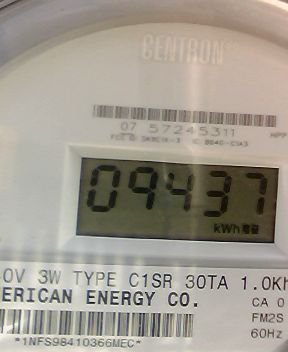 CENTRON®
07 57245311
09437
kWh
0V 3W TYPE C1SR 30TA 1.0Kh
ERICAN ENERGY CO.
CA 0
FM2S
60Hz
*1NFS98410366MEC*